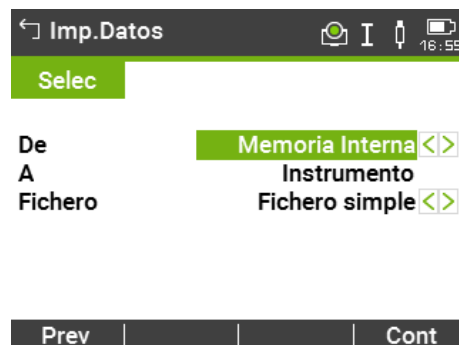 Imp.Datos
I
16:55
Selec
De Memoria Interna
A Instrumento
Fichero Fichero simple
Prev Cont